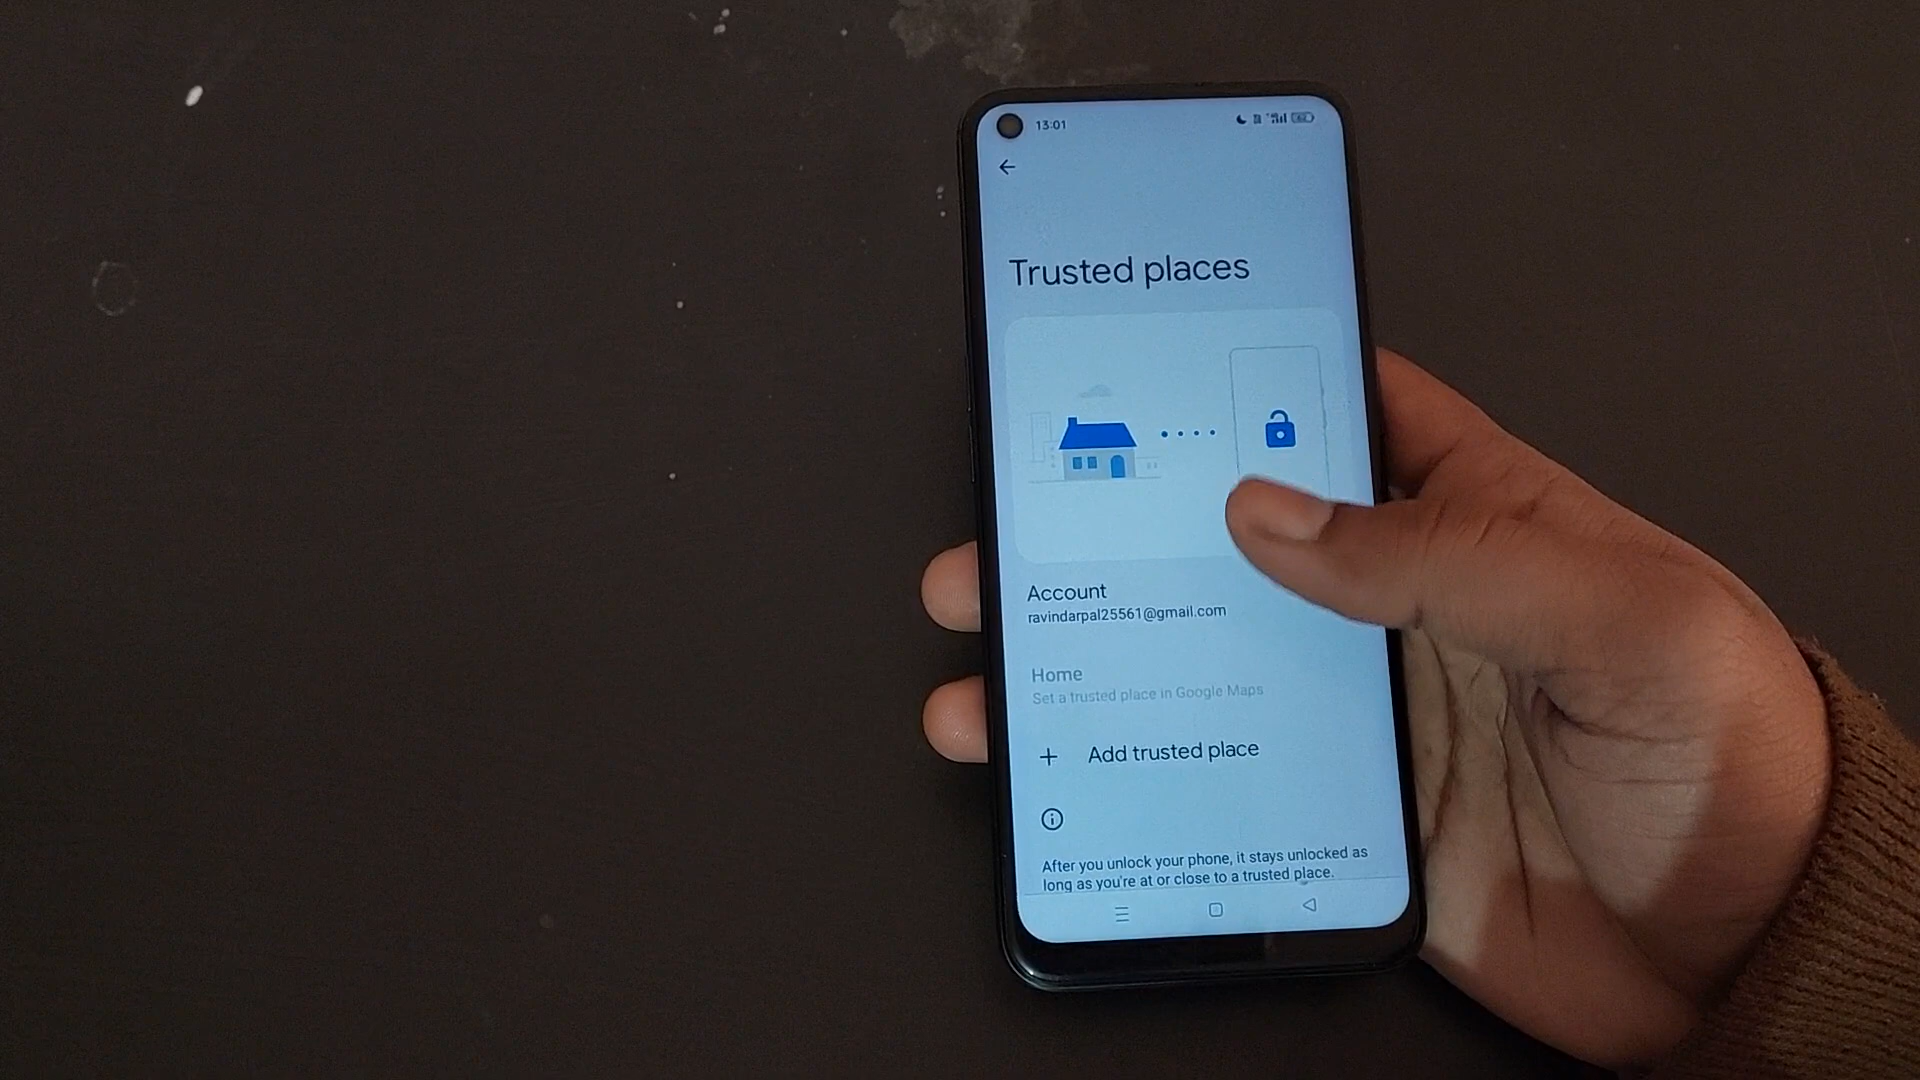 13:01
Trusted places
Account
ravindarpal25561@gmail.com
Home
Set a trusted place in Google Maps
Add trusted place
After you unlock your phone, it stays unlocked as
long as you're at or close to a trusted place.